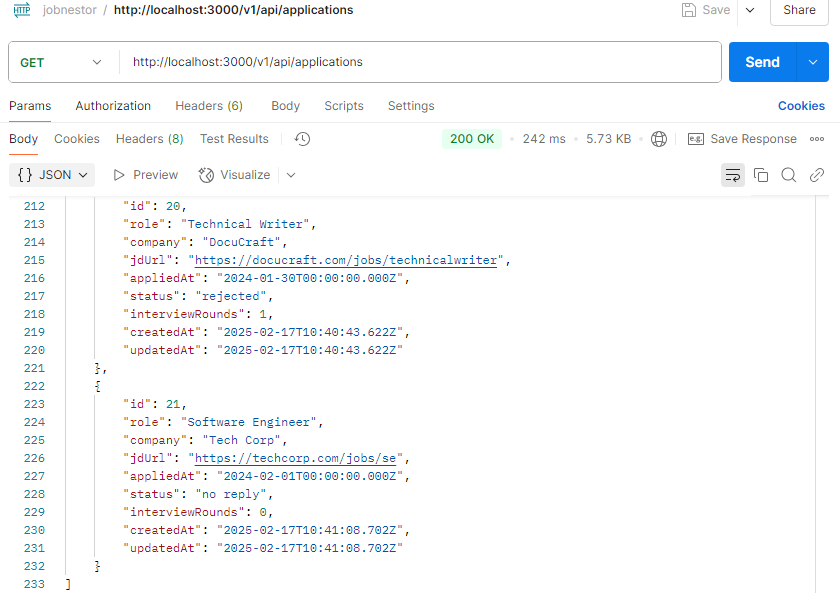 HTTP jobnestor / http://localhost:3000/v1/api/applications Save Share
GET http://localhost:3000/v1/api/applications Send
Params Authorization Headers (6) Body Scripts Settings Cookies
Body Cookies Headers (8) Test Results 200 OK 242 ms 5.73 KB e.g. Save Response
{} JSON Preview Visualize
212 "id": 20,
213 "role": "Technical Writer",
214 "company": "DocuCraft",
215 "jdUrl": "https://docucraft.com/jobs/technicalwriter",
216 "appliedAt": "2024-01-30T00:00:00.000Z",
217 "status": "rejected",
218 "interviewRounds": 1,
219 "createdAt": "2025-02-17T10:40:43.622Z",
220 "updatedAt": "2025-02-17T10:40:43.622Z"
221 },
222 {
223 "id": 21,
224 "role": "Software Engineer",
225 "company": "Tech Corp",
226 "jdUrl": "https://techcorp.com/jobs/se",
227 "appliedAt": "2024-02-01T00:00:00.000Z",
228 "status": "no reply",
229 "interviewRounds": 0,
230 "createdAt": "2025-02-17T10:41:08.702Z",
231 "updatedAt": "2025-02-17T10:41:08.702Z"
232 }
233 ]